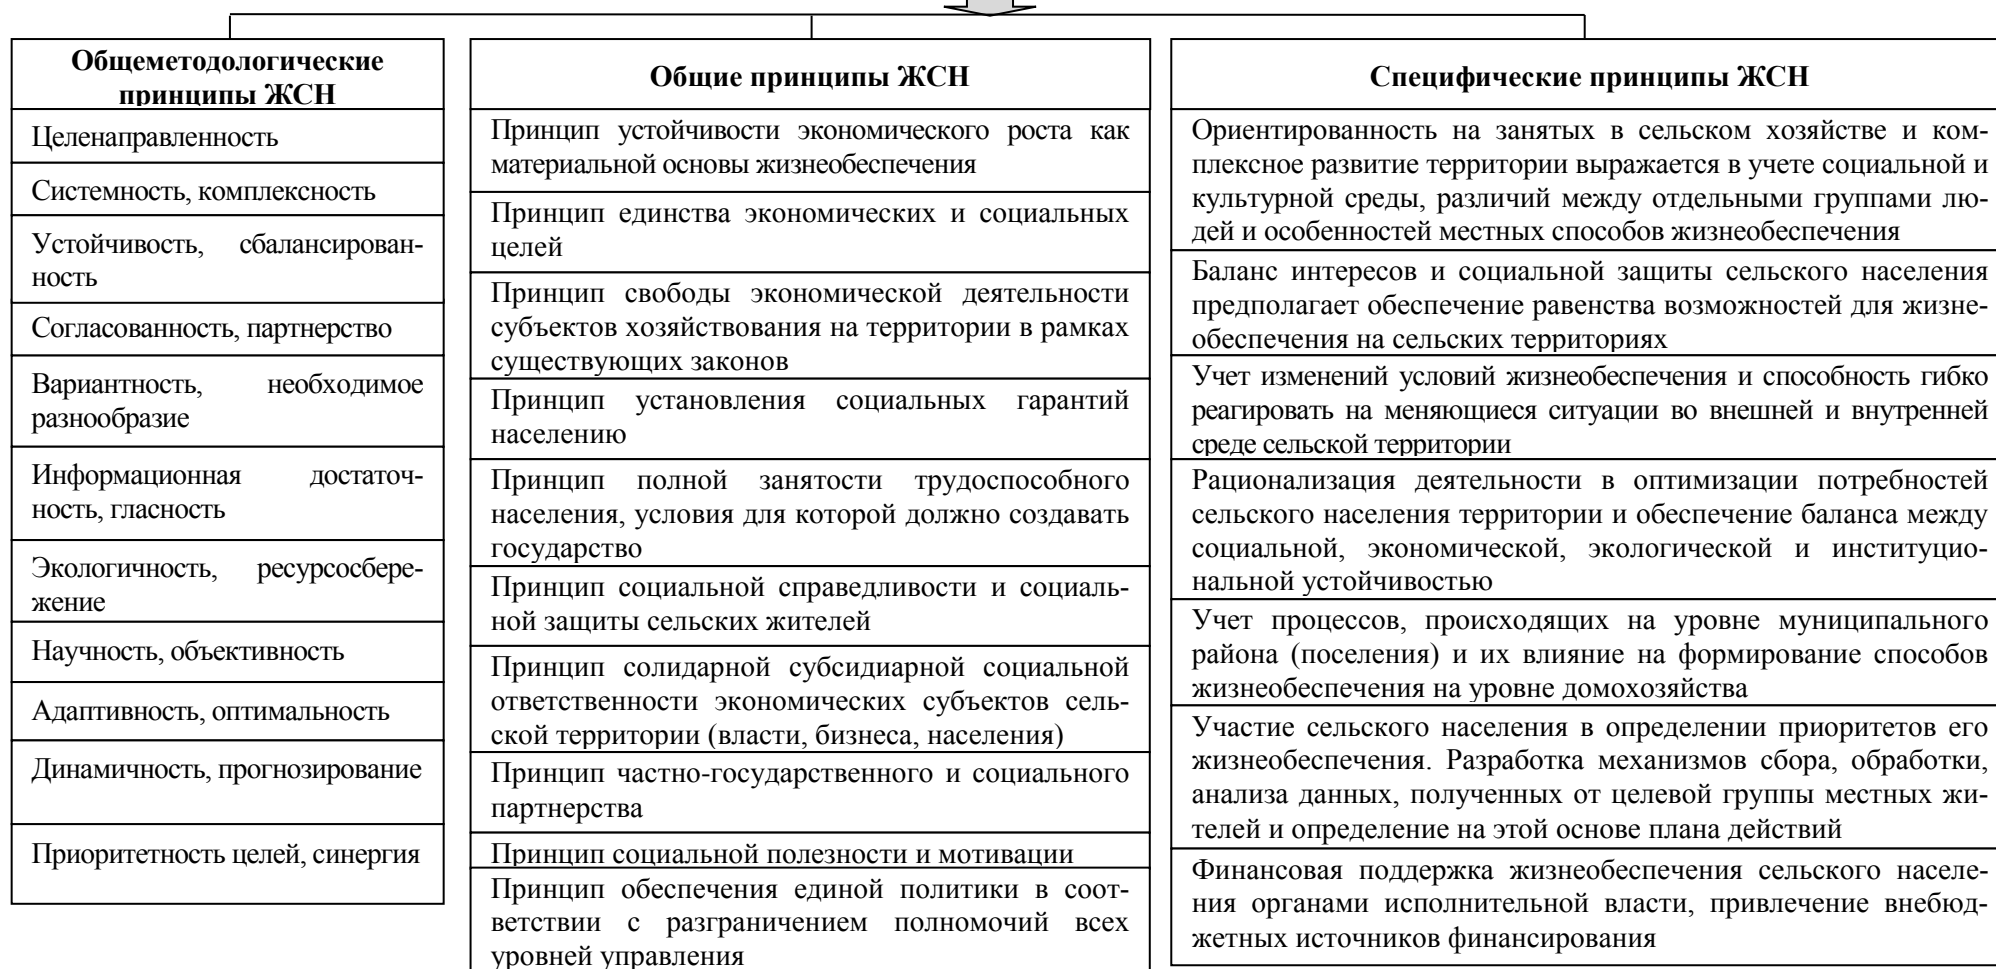 Общеметодологические
принципы ЖСН
Целенаправленность
Системность, комплексность
Устойчивость, сбалансирован-
ность
Согласованность, партнерство
Вариантность, необходимое
разнообразие
Информационная достаточ-
ность, гласность
Экологичность, ресурсосбере-
жение
Научность, объективность
Адаптивность, оптимальность
Динамичность, прогнозирование
Приоритетность целей, синергия
Общие принципы ЖСН
Принцип устойчивости экономического роста как
материальной основы жизнеобеспечения
Принцип единства экономических и социальных
целей
Принцип свободы экономической деятельности
субъектов хозяйствования на территории в рамках
существующих законов
Принцип установления социальных гарантий
населению
Принцип полной занятости трудоспособного
населения, условия для которой должно создавать
государство
Принцип социальной справедливости и социаль-
ной защиты сельских жителей
Принцип солидарной субсидиарной социальной
ответственности экономических субъектов сель-
ской территории (власти, бизнеса, населения)
Принцип частно-государственного и социального
партнерства
Принцип социальной полезности и мотивации
Принцип обеспечения единой политики в соот-
ветствии с разграничением полномочий всех
уровней управления
Специфические принципы ЖСН
Ориентированность на занятых в сельском хозяйстве и ком-
плексное развитие территории выражается в учете социальной и
культурной среды, различий между отдельными группами лю-
дей и особенностей местных способов жизнеобеспечения
Баланс интересов и социальной защиты сельского населения
предполагает обеспечение равенства возможностей для жизне-
обеспечения на сельских территориях
Учет изменений условий жизнеобеспечения и способность гибко
реагировать на меняющиеся ситуации во внешней и внутренней
среде сельской территории
Рационализация деятельности в оптимизации потребностей
сельского населения территории и обеспечение баланса между
социальной, экономической, экологической и институцио-
нальной устойчивостью
Учет процессов, происходящих на уровне муниципального
района (поселения) и их влияние на формирование способов
жизнеобеспечения на уровне домохозяйства
Участие сельского населения в определении приоритетов его
жизнеобеспечения. Разработка механизмов сбора, обработки,
анализа данных, полученных от целевой группы местных жи-
телей и определение на этой основе плана действий
Финансовая поддержка жизнеобеспечения сельского населе-
ния органами исполнительной власти, привлечение внебюд-
жетных источников финансирования